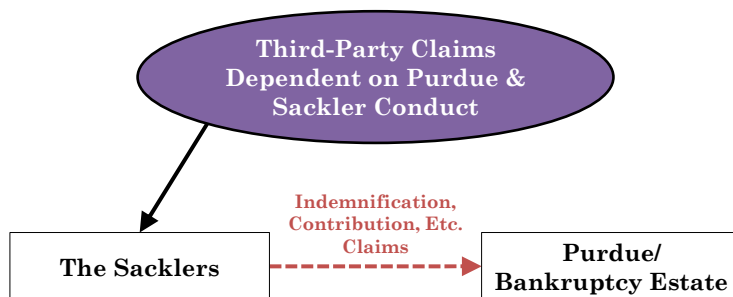 Third-Party Claims
Dependent on Purdue &
Sackler Conduct
Indemnification,
Contribution, Etc.
Claims
The Sacklers
Purdue/
Bankruptcy Estate